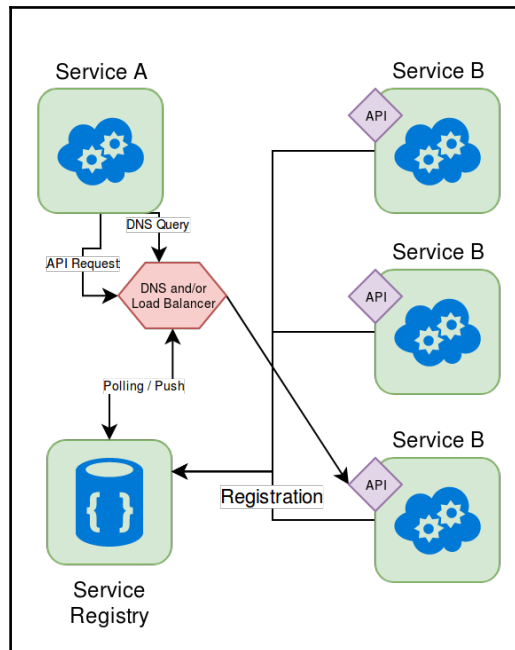 Service A
Service B
API
DNS Query
API Request
DNS and/or
Load Balancer
Service B
API
Polling / Push
Service B
API
{ }
Registration
Service
Registry